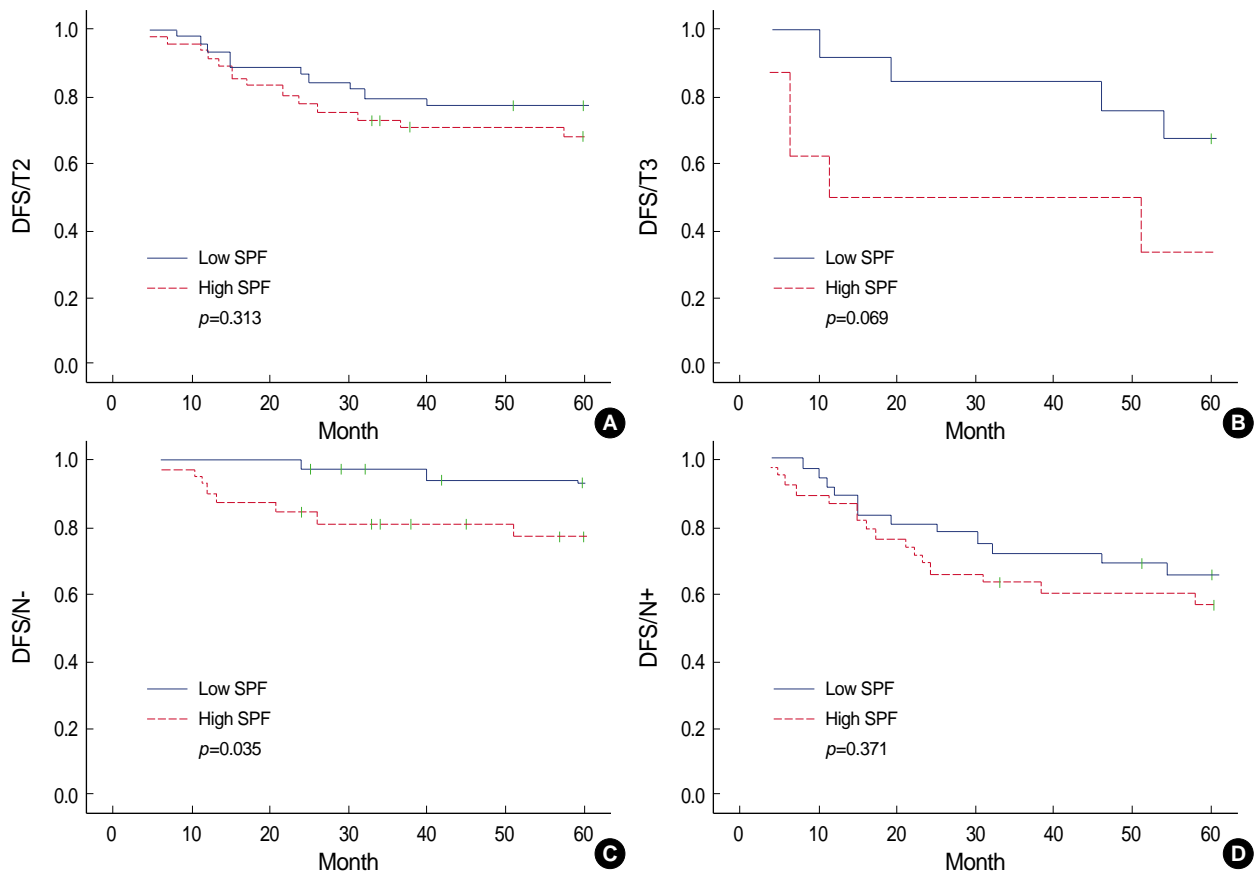 1.0
0.8
0.6
0.4
0.2
0.0
DFS/T2
Low SPF
High SPF
p=0.313
0 10 20 30 40 50 60
Month
A
1.0
0.8
0.6
0.4
0.2
0.0
DFS/T3
Low SPF
High SPF
p=0.069
0 10 20 30 40 50 60
Month
B
1.0
0.8
0.6
0.4
0.2
0.0
DFS/N-
Low SPF
High SPF
p=0.035
0 10 20 30 40 50 60
Month
C
1.0
0.8
0.6
0.4
0.2
0.0
DFS/N+
Low SPF
High SPF
p=0.371
0 10 20 30 40 50 60
Month
D